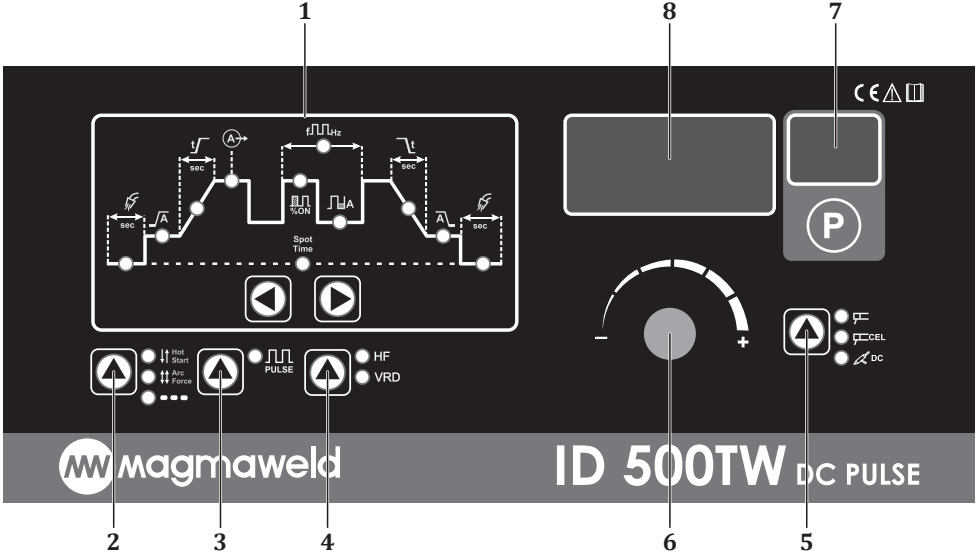 1
8
7
CE
t
A
f Hz
t
sec
sec
sec
A
%ON
A
A
sec
Spot
Time
P
- +
Hot
Start
Arc
Force
PULSE
HF
VRD
CEL
DC
magmaweld
ID 500TW DC PULSE
2
3
4
6
5